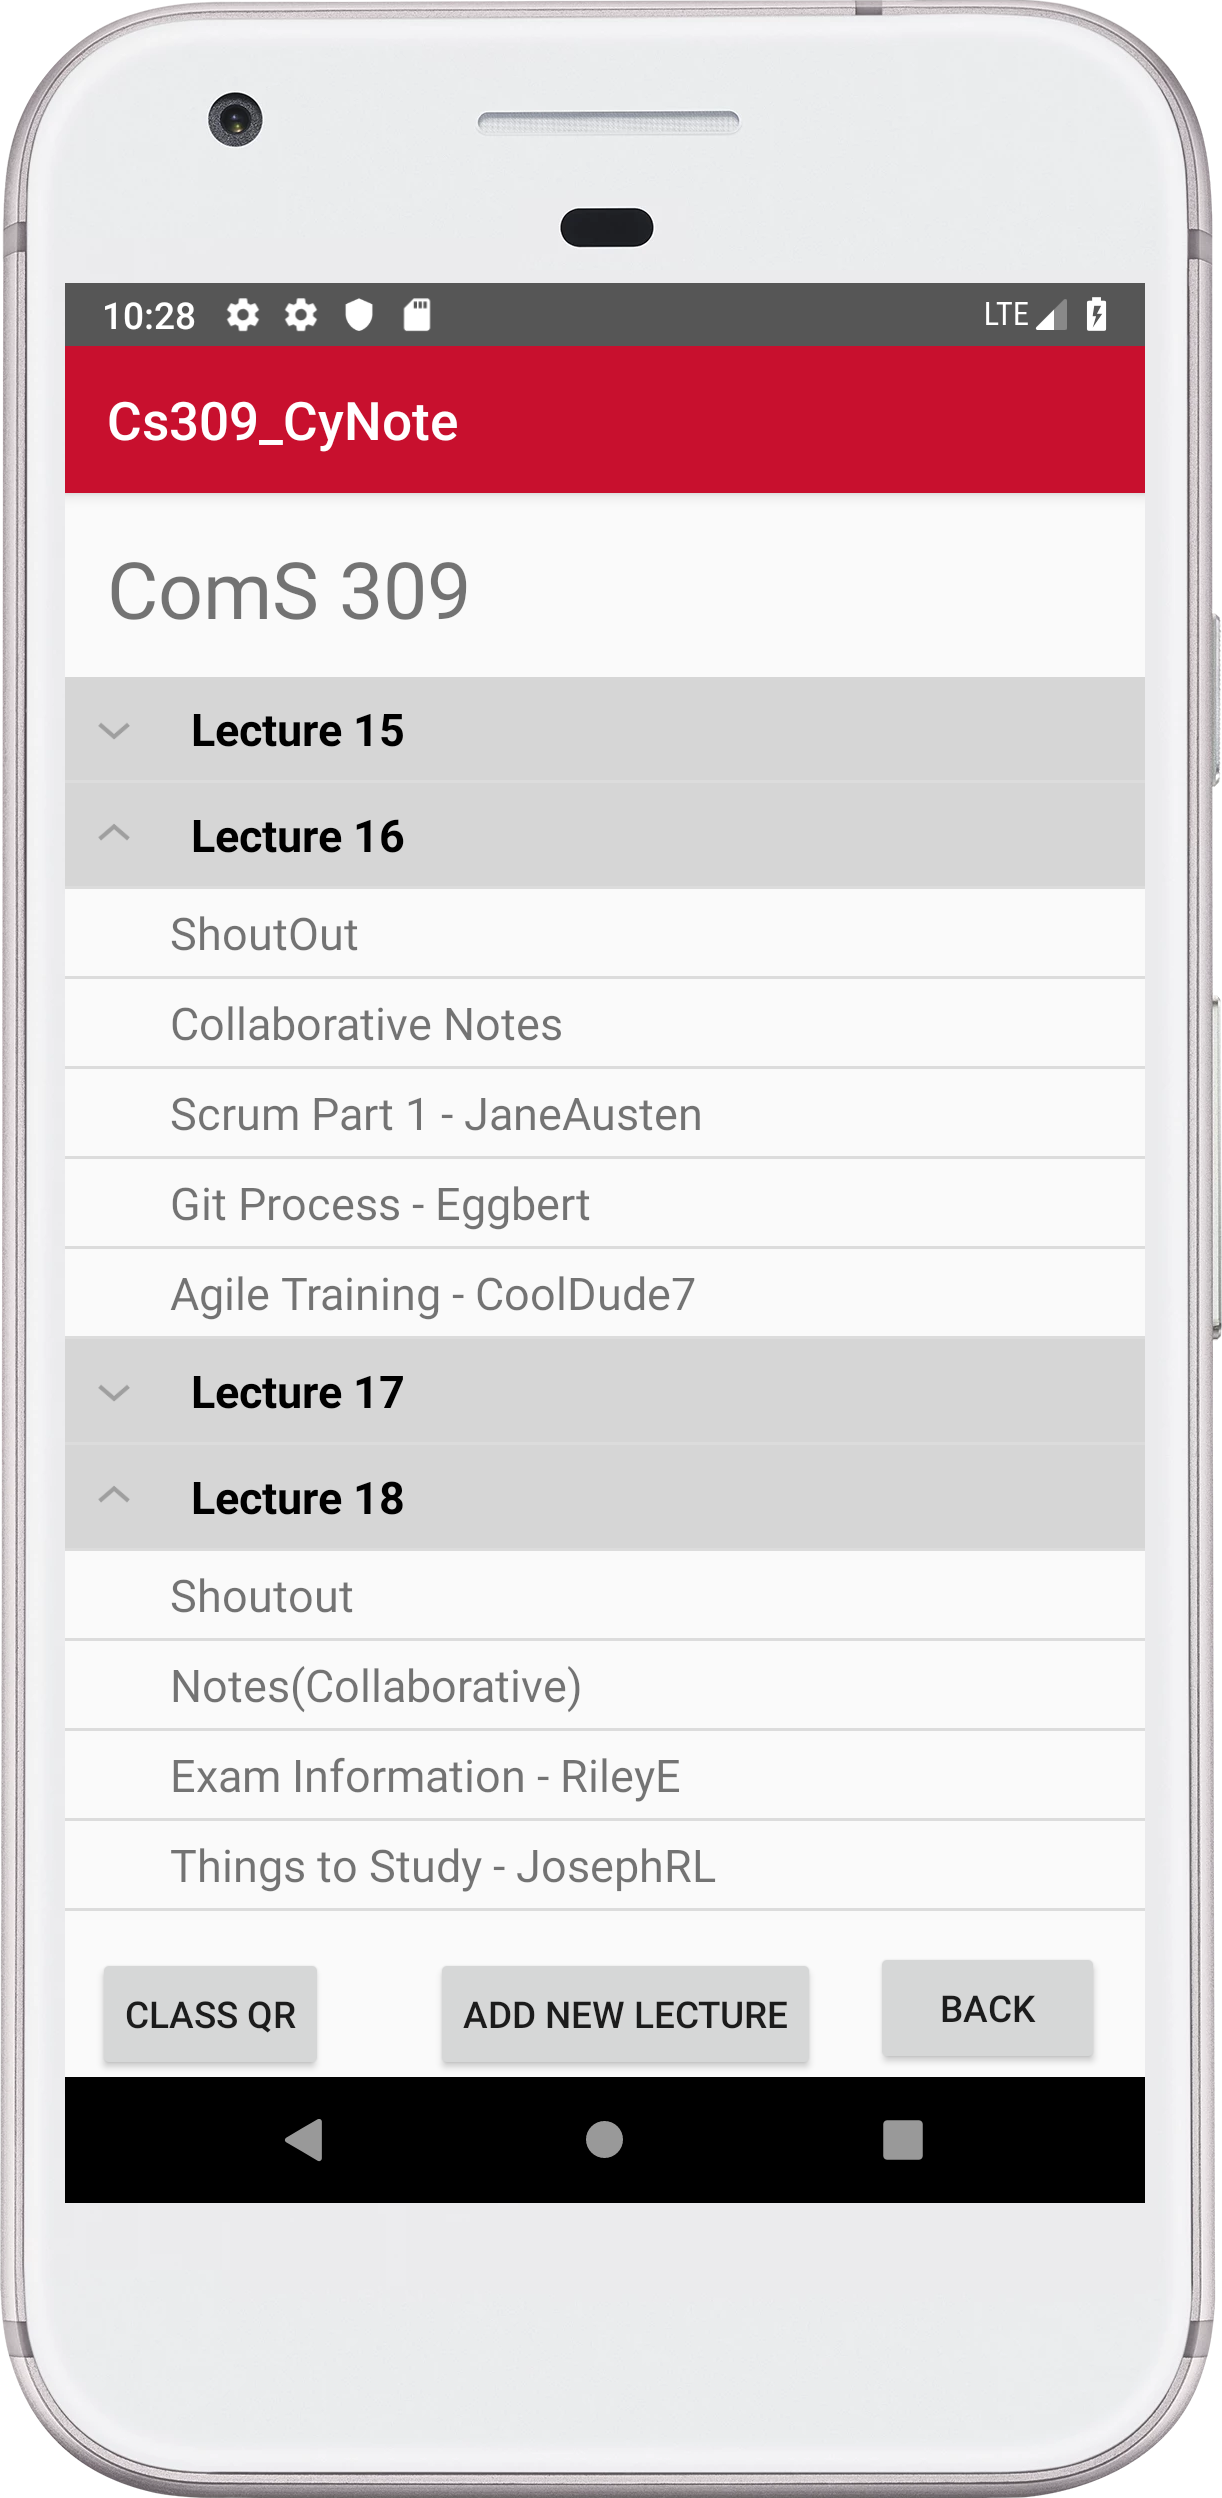 10:28 LTE
Cs309_CyNote
ComS 309
Lecture 15
Lecture 16
ShoutOut
Collaborative Notes
Scrum Part 1 - JaneAusten
Git Process - Eggbert
Agile Training - CoolDude7
Lecture 17
Lecture 18
Shoutout
Notes(Collaborative)
Exam Information - RileyE
Things to Study - JosephRL
CLASS QR ADD NEW LECTURE BACK